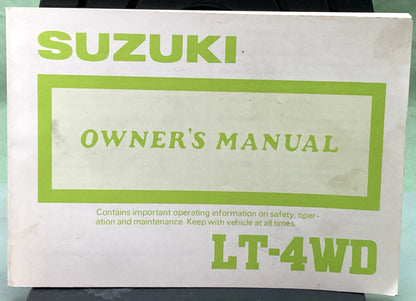 SUZUKI
OWNER'S MANUAL
Contains important operating information on safety, oper-
ation and maintenance. Keep with vehicle at all times.
LT-4WD